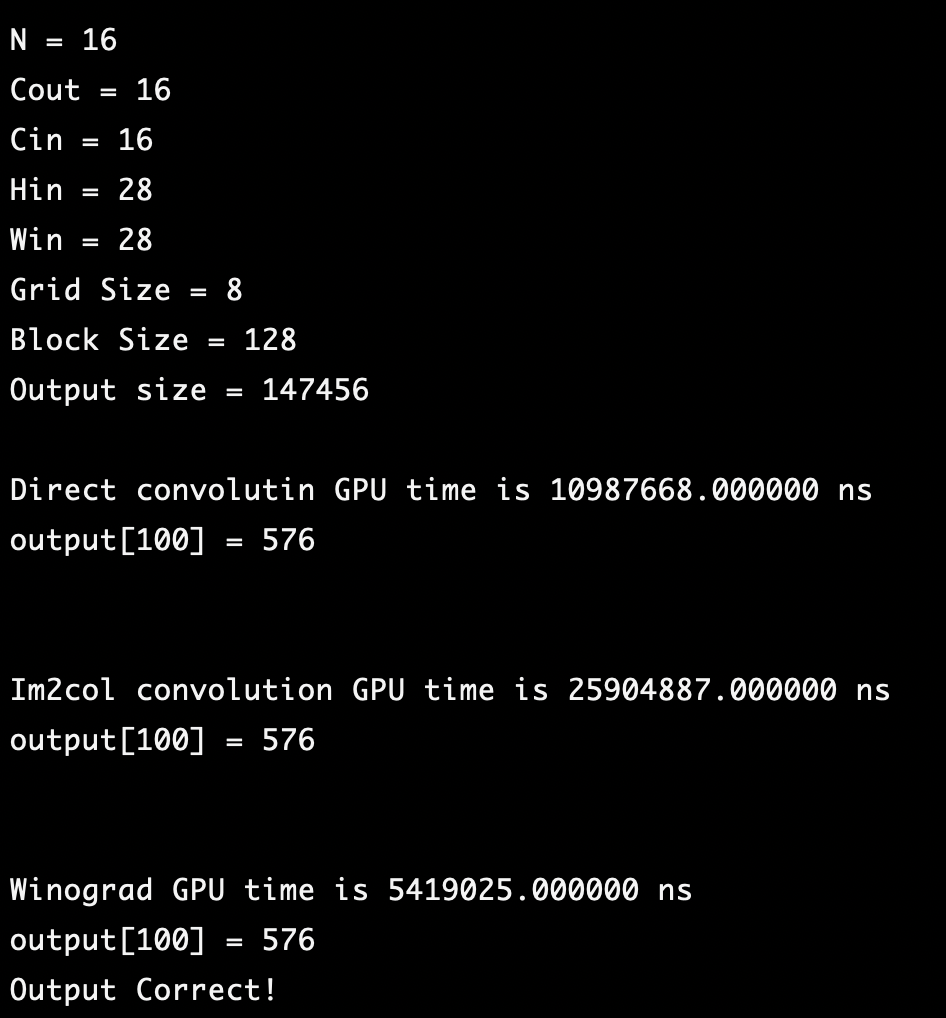 N = 16
Cout = 16
Cin = 16
Hin = 28
Win = 28
Grid Size = 8
Block Size = 128
Output size = 147456
Direct convolutin GPU time is 10987668.000000 ns
output[100] = 576
Im2col convolution GPU time is 25904887.000000 ns
output[100] = 576
Winograd GPU time is 5419025.000000 ns
output[100] = 576
Output Correct!